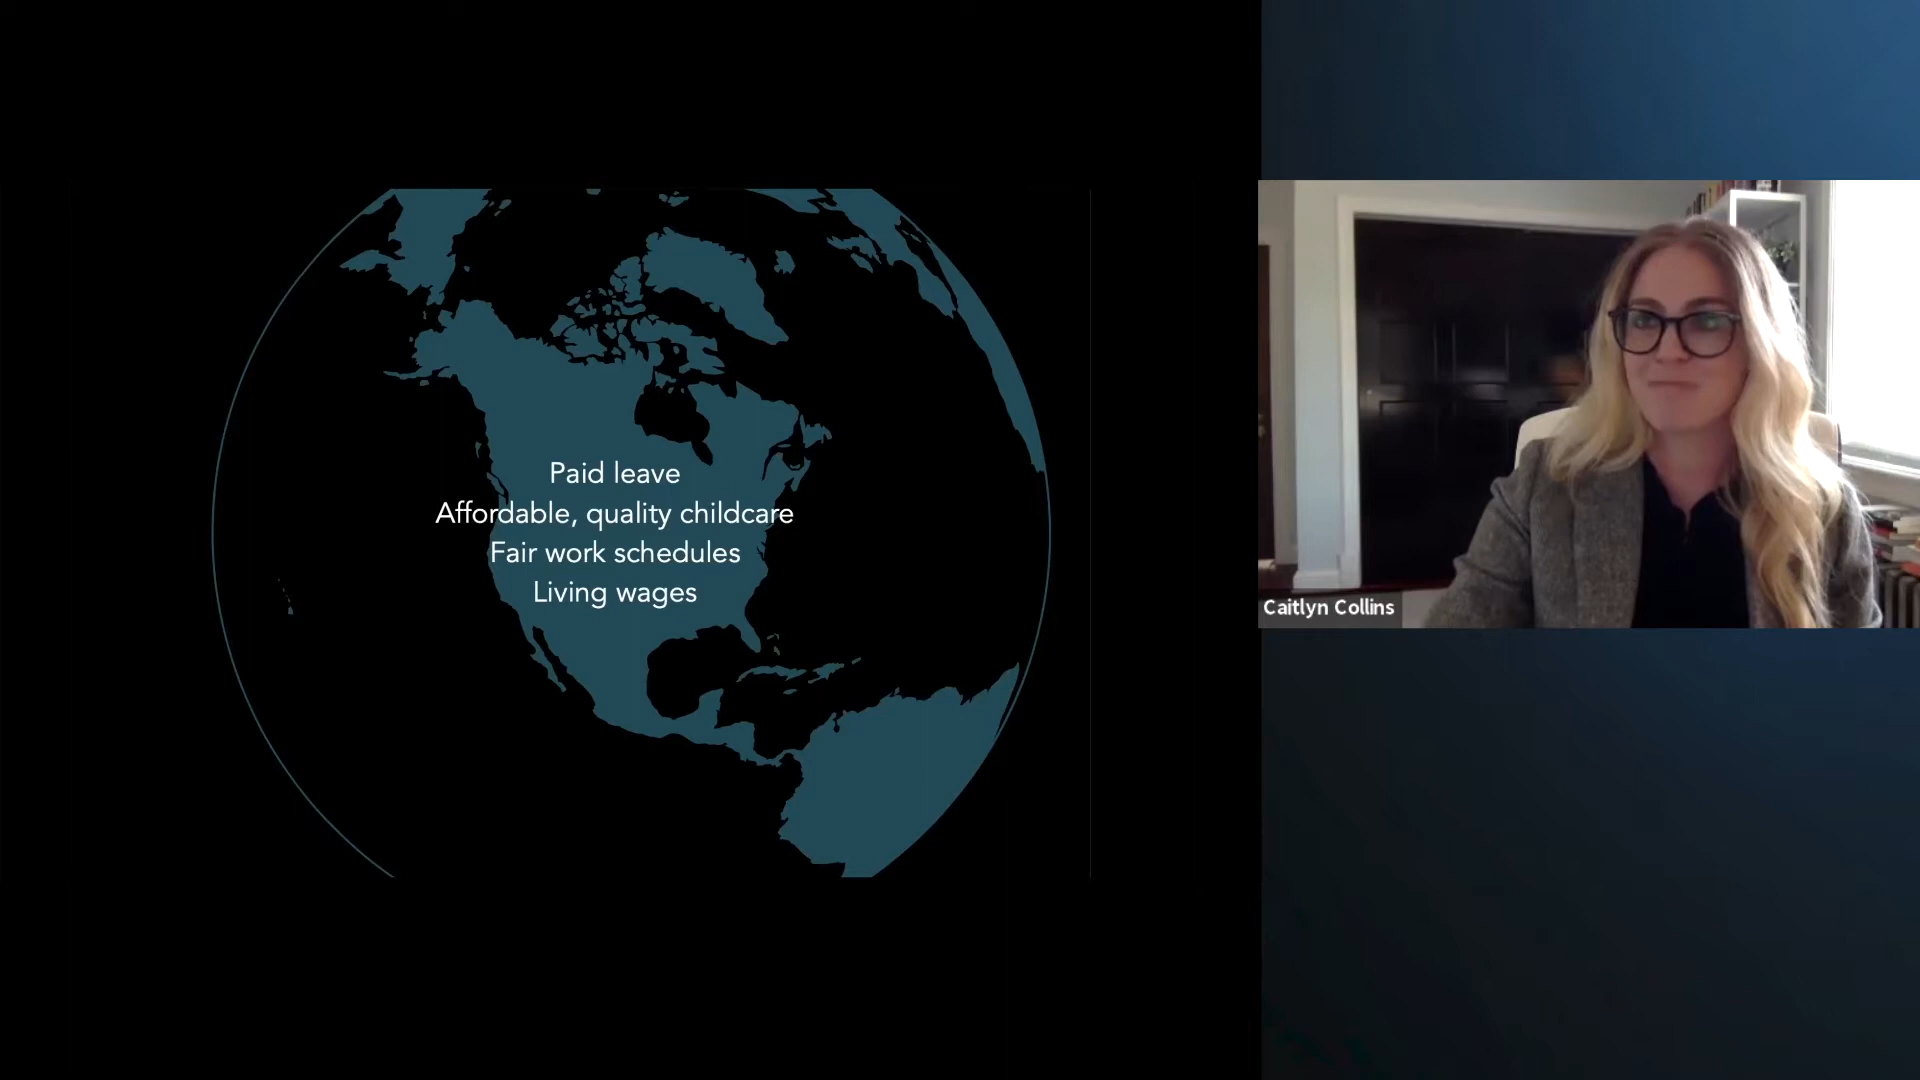 Paid leave
Affordable, quality childcare
Fair work schedules
Living wages
Caitlyn Collins